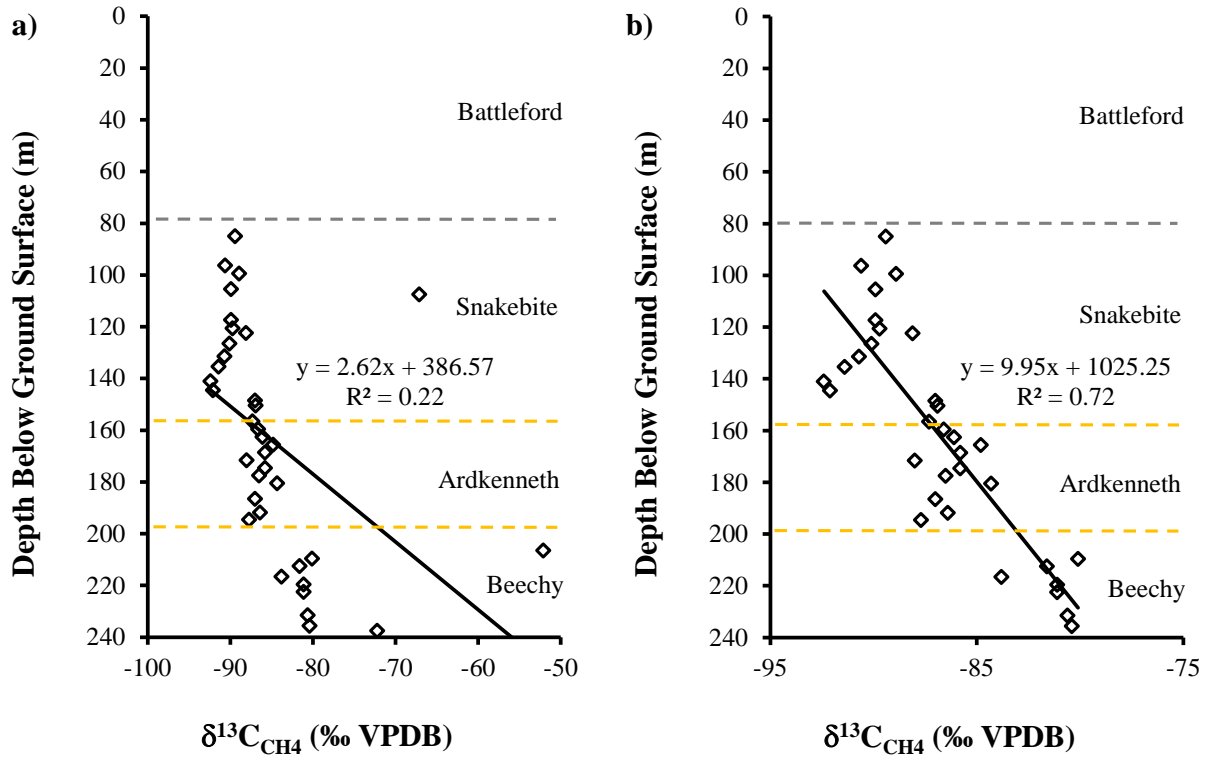 a)
0
20
40
60
80
100
120
140
160
180
200
220
240
-100
-90
-80
-70
-60
-50
Depth Below Ground Surface (m)
Battleford
Snakebite
y = 2.62x + 386.57
R² = 0.22
Ardkenneth
Beechy
δ¹³C_CH4 (‰ VPDB)
b)
0
20
40
60
80
100
120
140
160
180
200
220
240
-95
-85
-75
Depth Below Ground Surface (m)
Battleford
Snakebite
y = 9.95x + 1025.25
R² = 0.72
Ardkenneth
Beechy
δ¹³C_CH4 (‰ VPDB)